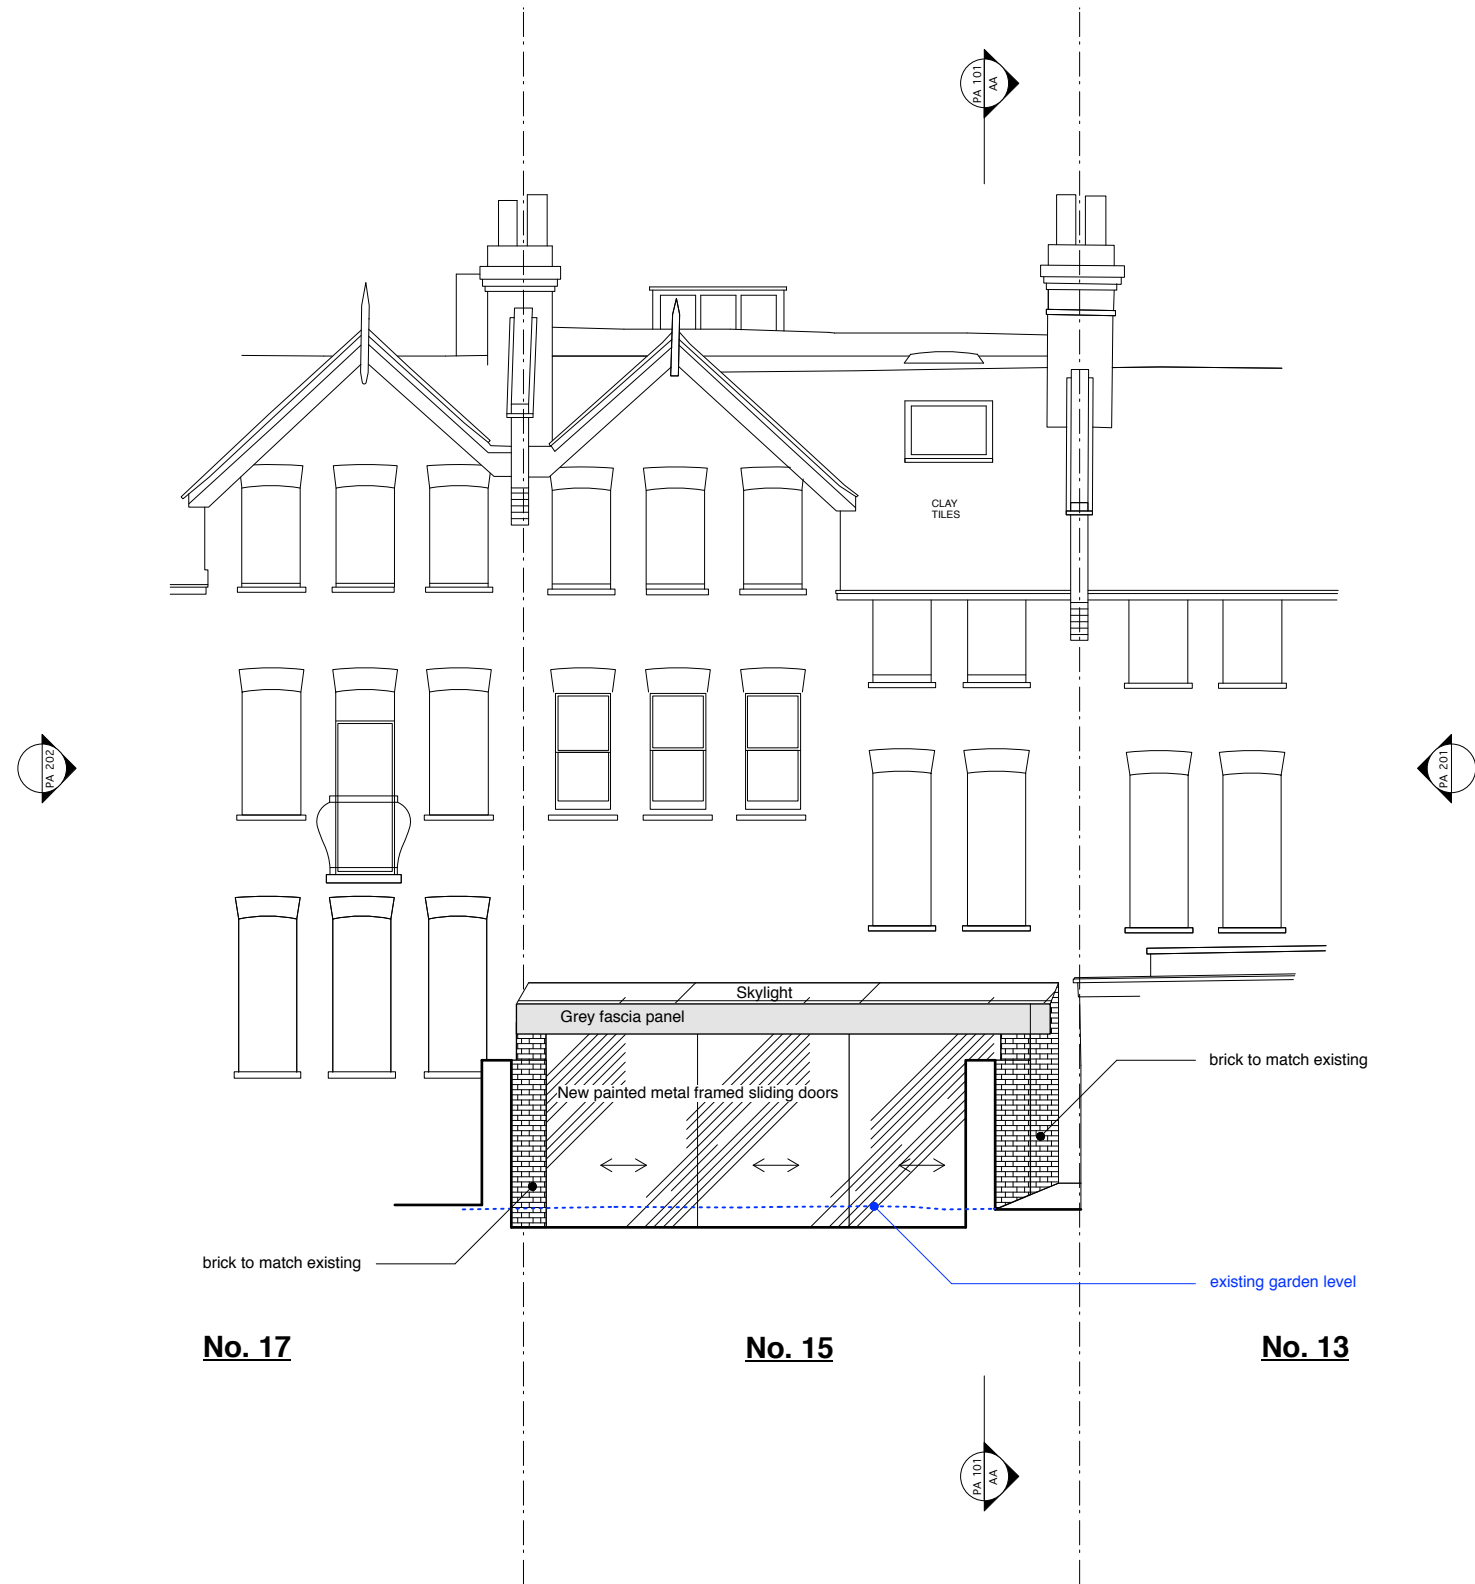 PA 101
AA
CLAY
TILES
PA 202
PA 201
Skylight
Grey fascia panel
brick to match existing
New painted metal framed sliding doors
brick to match existing
existing garden level
No. 17
No. 15
No. 13
PA 101
AA